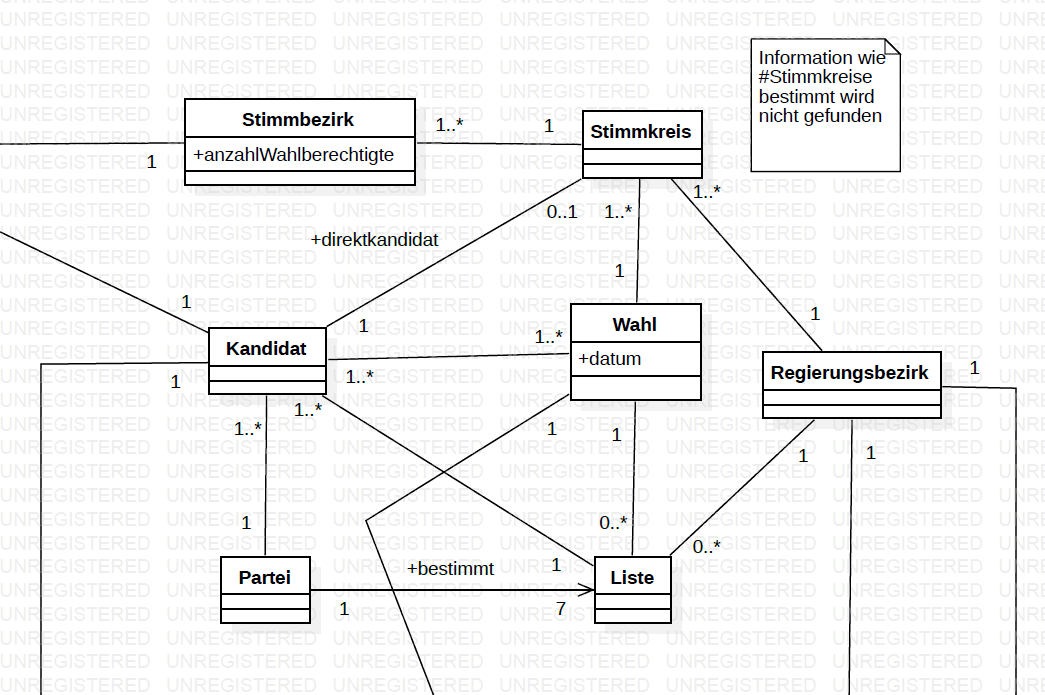 Information wie
#Stimmkreise
bestimmt wird
nicht gefunden
Stimmbezirk
+anzahlWahlberechtigte
1
1..*
1
Stimmkreis
1..*
0..1
1..*
+direktkandidat
1
1
1
1
Wahl
+datum
1..*
Kandidat
1..*
1
1..*
1..*
Regierungsbezirk
1
1
1
1
1
1
0..*
0..*
Partei
+bestimmt
1
Liste
1
7
UNREGISTERED